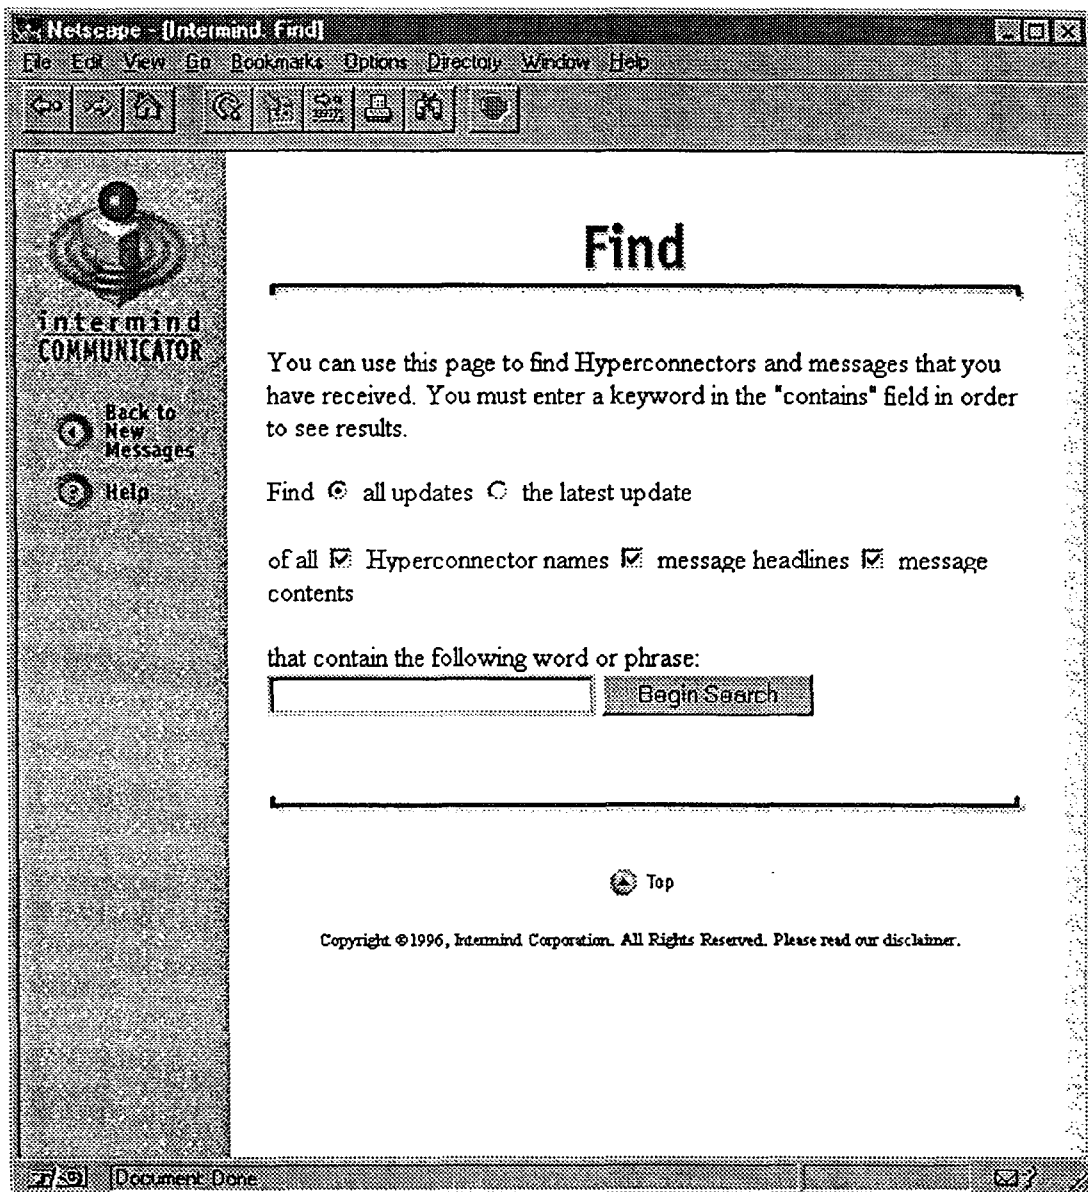 Netscape - [Intermind: Find]
File Edit View Go Bookmarks Options Directory Window Help
intermind
COMMUNICATOR
Back to
New
Messages
Help
Find
You can use this page to find Hyperconnectors and messages that you
have received. You must enter a keyword in the "contains" field in order
to see results.
Find all updates the latest update
of all Hyperconnector names message headlines message
contents
that contain the following word or phrase:
Begin Search
Top
Copyright ©1996, Intermind Corporation. All Rights Reserved. Please read our disclaimer.
Document: Done